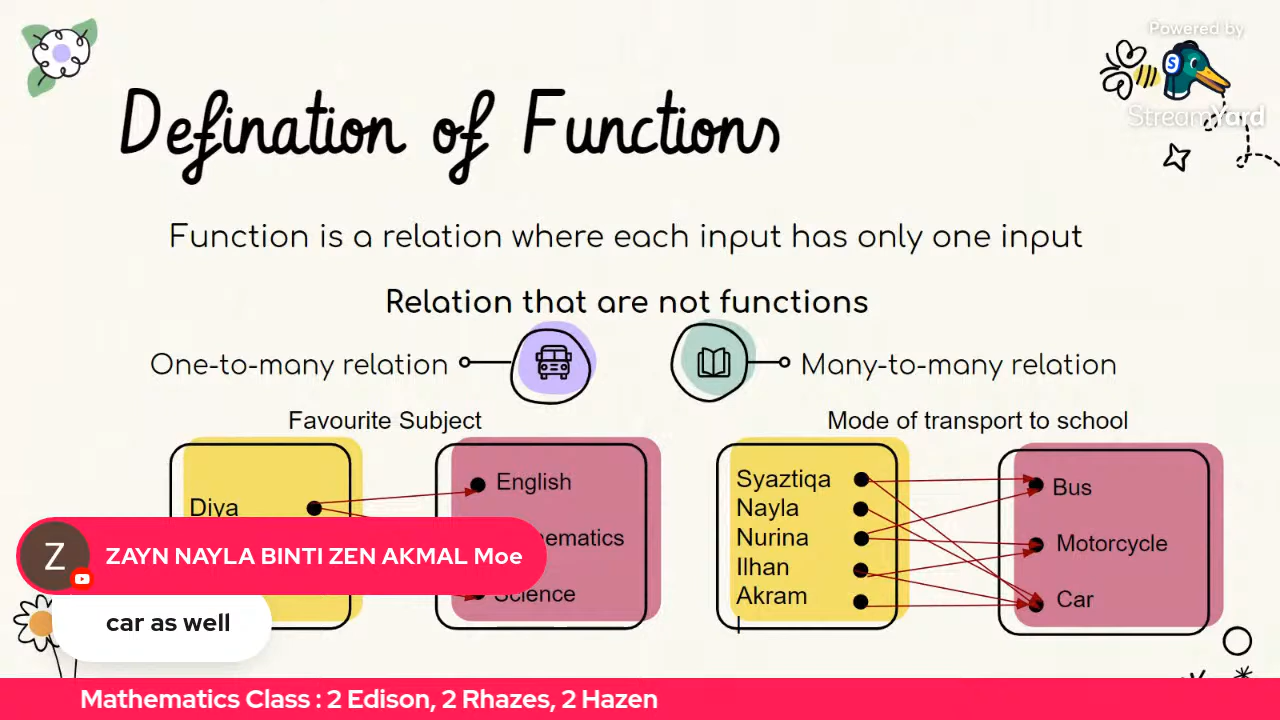 Powered by
StreamYard
Defination of Functions
Function is a relation where each input has only one input
Relation that are not functions
One-to-many relation
Many-to-many relation
Favourite Subject
Mode of transport to school
Diva
English
ematics
Science
Syaztiqa
Nayla
Nurina
Ilhan
Akram
Bus
Motorcycle
Car
Z
ZAYN NAYLA BINTI ZEN AKMAL Moe
car as well
Mathematics Class : 2 Edison, 2 Rhazes, 2 Hazen